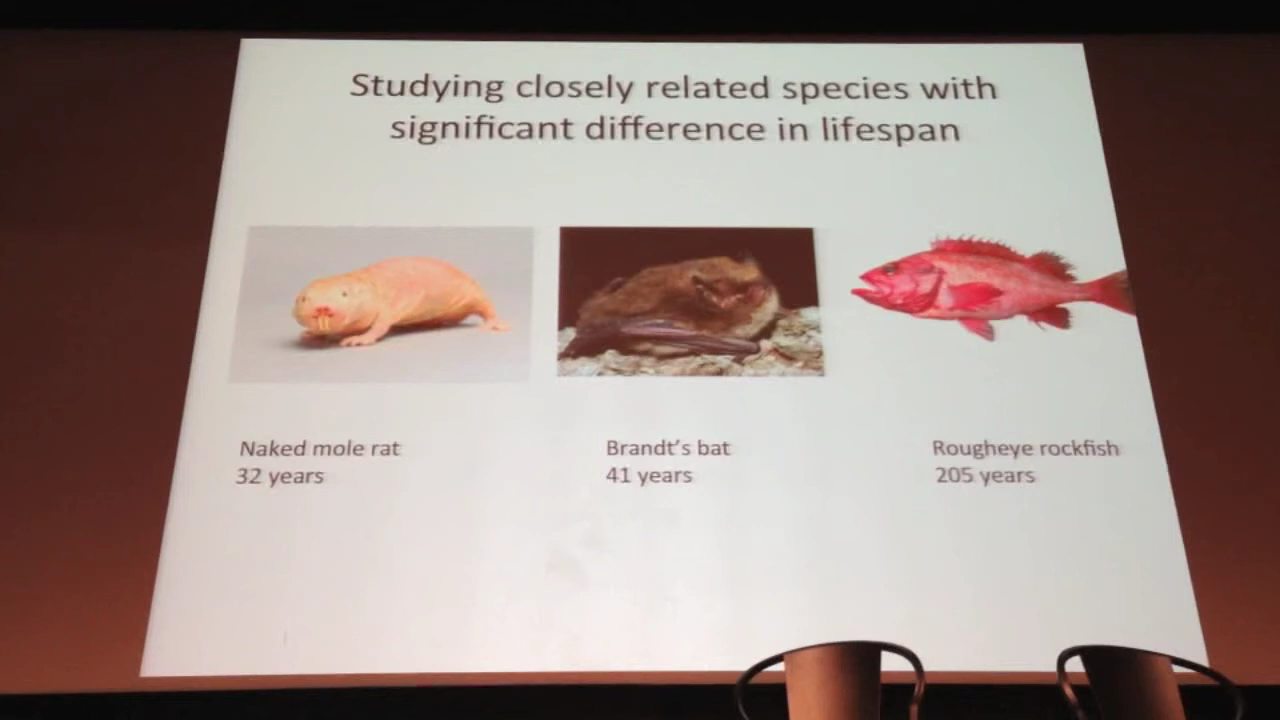 Studying closely related species with
significant difference in lifespan
Naked mole rat
32 years
Brandt's bat
41 years
Rougheye rockfish
205 years